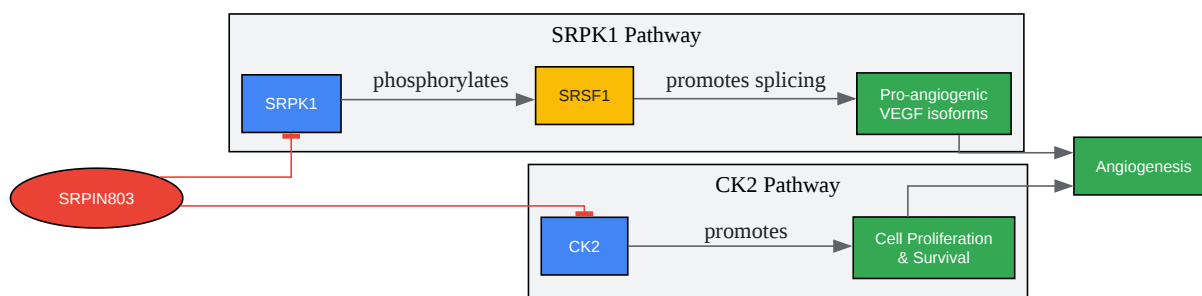 SRPK1 Pathway
SRPK1
phosphorylates
SRSF1
promotes splicing
Pro-angiogenic
VEGF isoforms
Angiogenesis
SRPIN803
CK2 Pathway
CK2
promotes
Cell Proliferation
& Survival